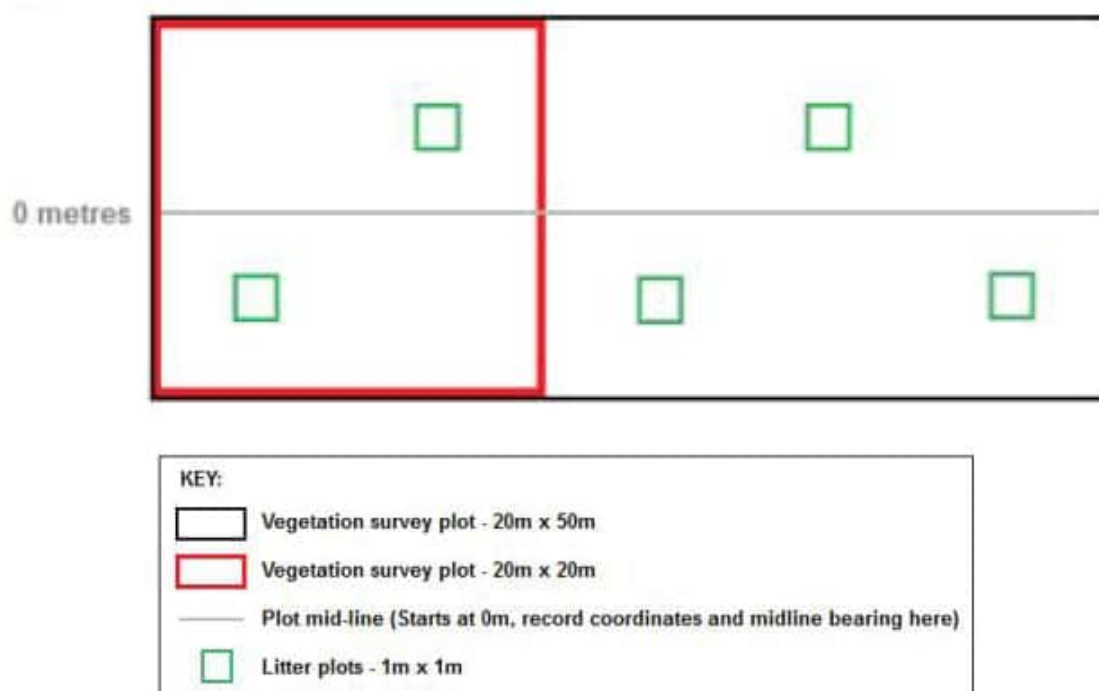 0 metres
KEY:
Vegetation survey plot - 20m x 50m
Vegetation survey plot - 20m x 20m
Plot mid-line (Starts at 0m, record coordinates and midline bearing here)
Litter plots - 1m x 1m